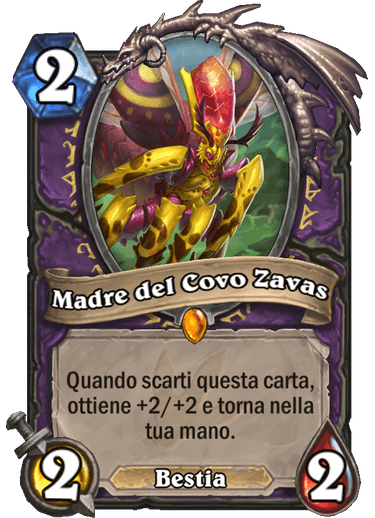 2
Madre del Covo Zavas
Quando scarti questa carta,
ottiene +2/+2 e torna nella
tua mano.
2
Bestia
2